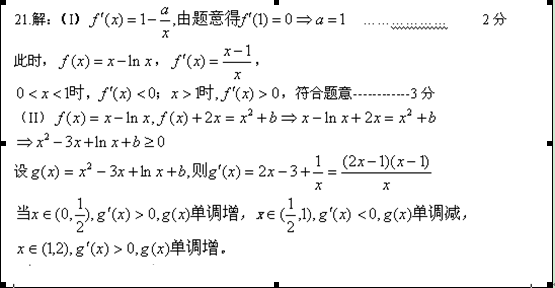 21.解：（I）f′(x)=1-a/x,由题意得f′(1)=0⇒a=1 ………………… 2分
此时，f(x)=x-ln x，f′(x)=(x-1)/x，
0<x<1时，f′(x)<0；x>1时,f′(x)>0，符合题意------------3分
（II）f(x)=x-ln x,f(x)+2x=x²+b⇒x-ln x+2x=x²+b
⇒x²-3x+ln x+b≥0
设g(x)=x²-3x+ln x+b,则g′(x)=2x-3+1/x=(2x-1)(x-1)/x
当x∈(0,1/2),g′(x)>0,g(x)单调增，x∈(1/2,1),g′(x)<0,g(x)单调减，
x∈(1,2),g′(x)>0,g(x)单调增．